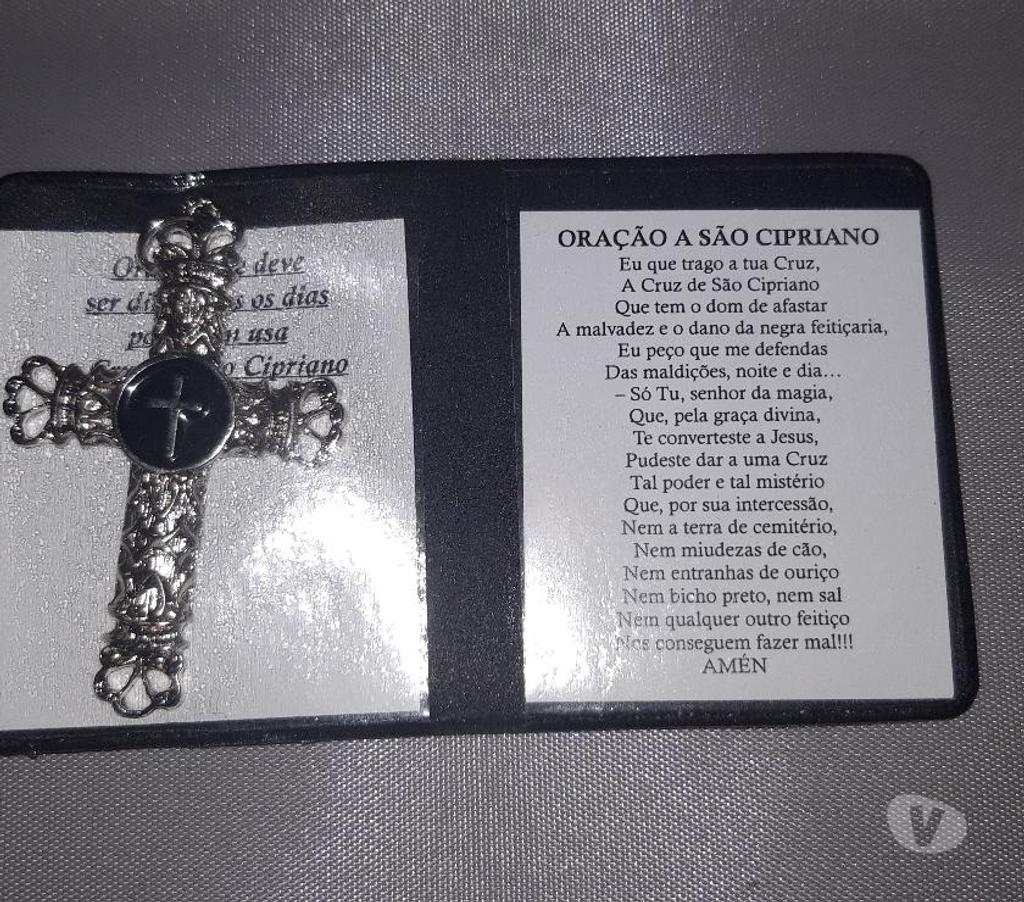 deve
os dias
usa
Cipriano
ORAÇÃO A SÃO CIPRIANO
Eu que trago a tua Cruz,
A Cruz de São Cipriano
Que tem o dom de afastar
A malvadez e o dano da negra feitiçaria,
Eu peço que me defendas
Das maldições, noite e dia...
– Só Tu, senhor da magia,
Que, pela graça divina,
Te converteste a Jesus,
Pudeste dar a uma Cruz
Tal poder e tal mistério
Que, por sua intercessão,
Nem a terra de cemitério,
Nem miudezas de cão,
Nem entranhas de ouriço
Nem bicho preto, nem sal
Nem qualquer outro feitiço
Nos conseguem fazer mal!!!
AMÉN
V